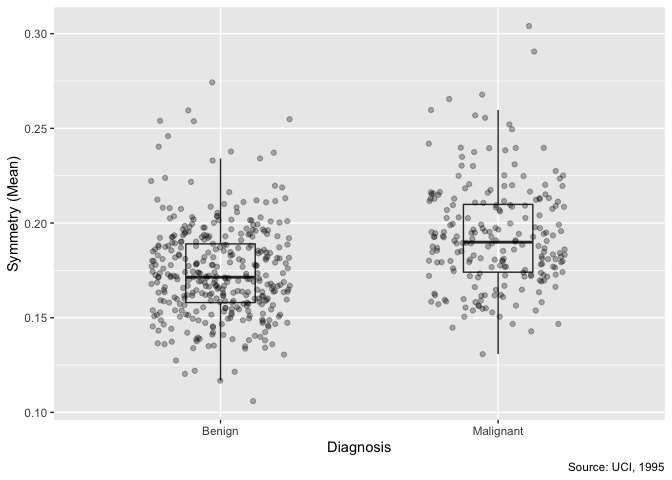 Symmetry (Mean)
0.30
0.25
0.20
0.15
0.10
Benign
Malignant
Diagnosis
Source: UCI, 1995